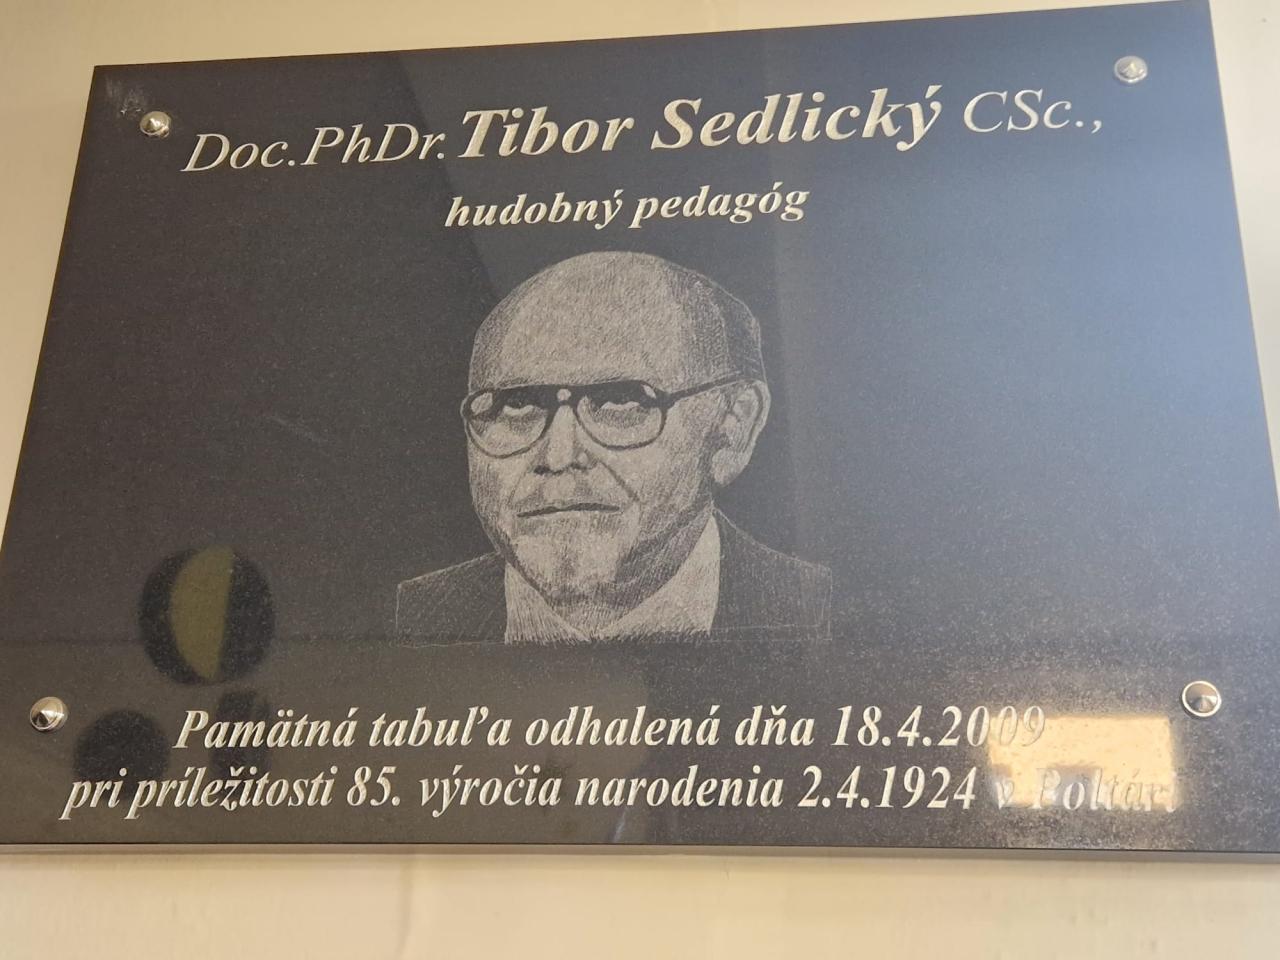 Doc.PhDr. Tibor Sedlický CSc.,
hudobný pedagóg
Pamätná tabuľa odhalená dňa 18.4.2009
pri príležitosti 85. výročia narodenia 2.4.1924 v Poltári